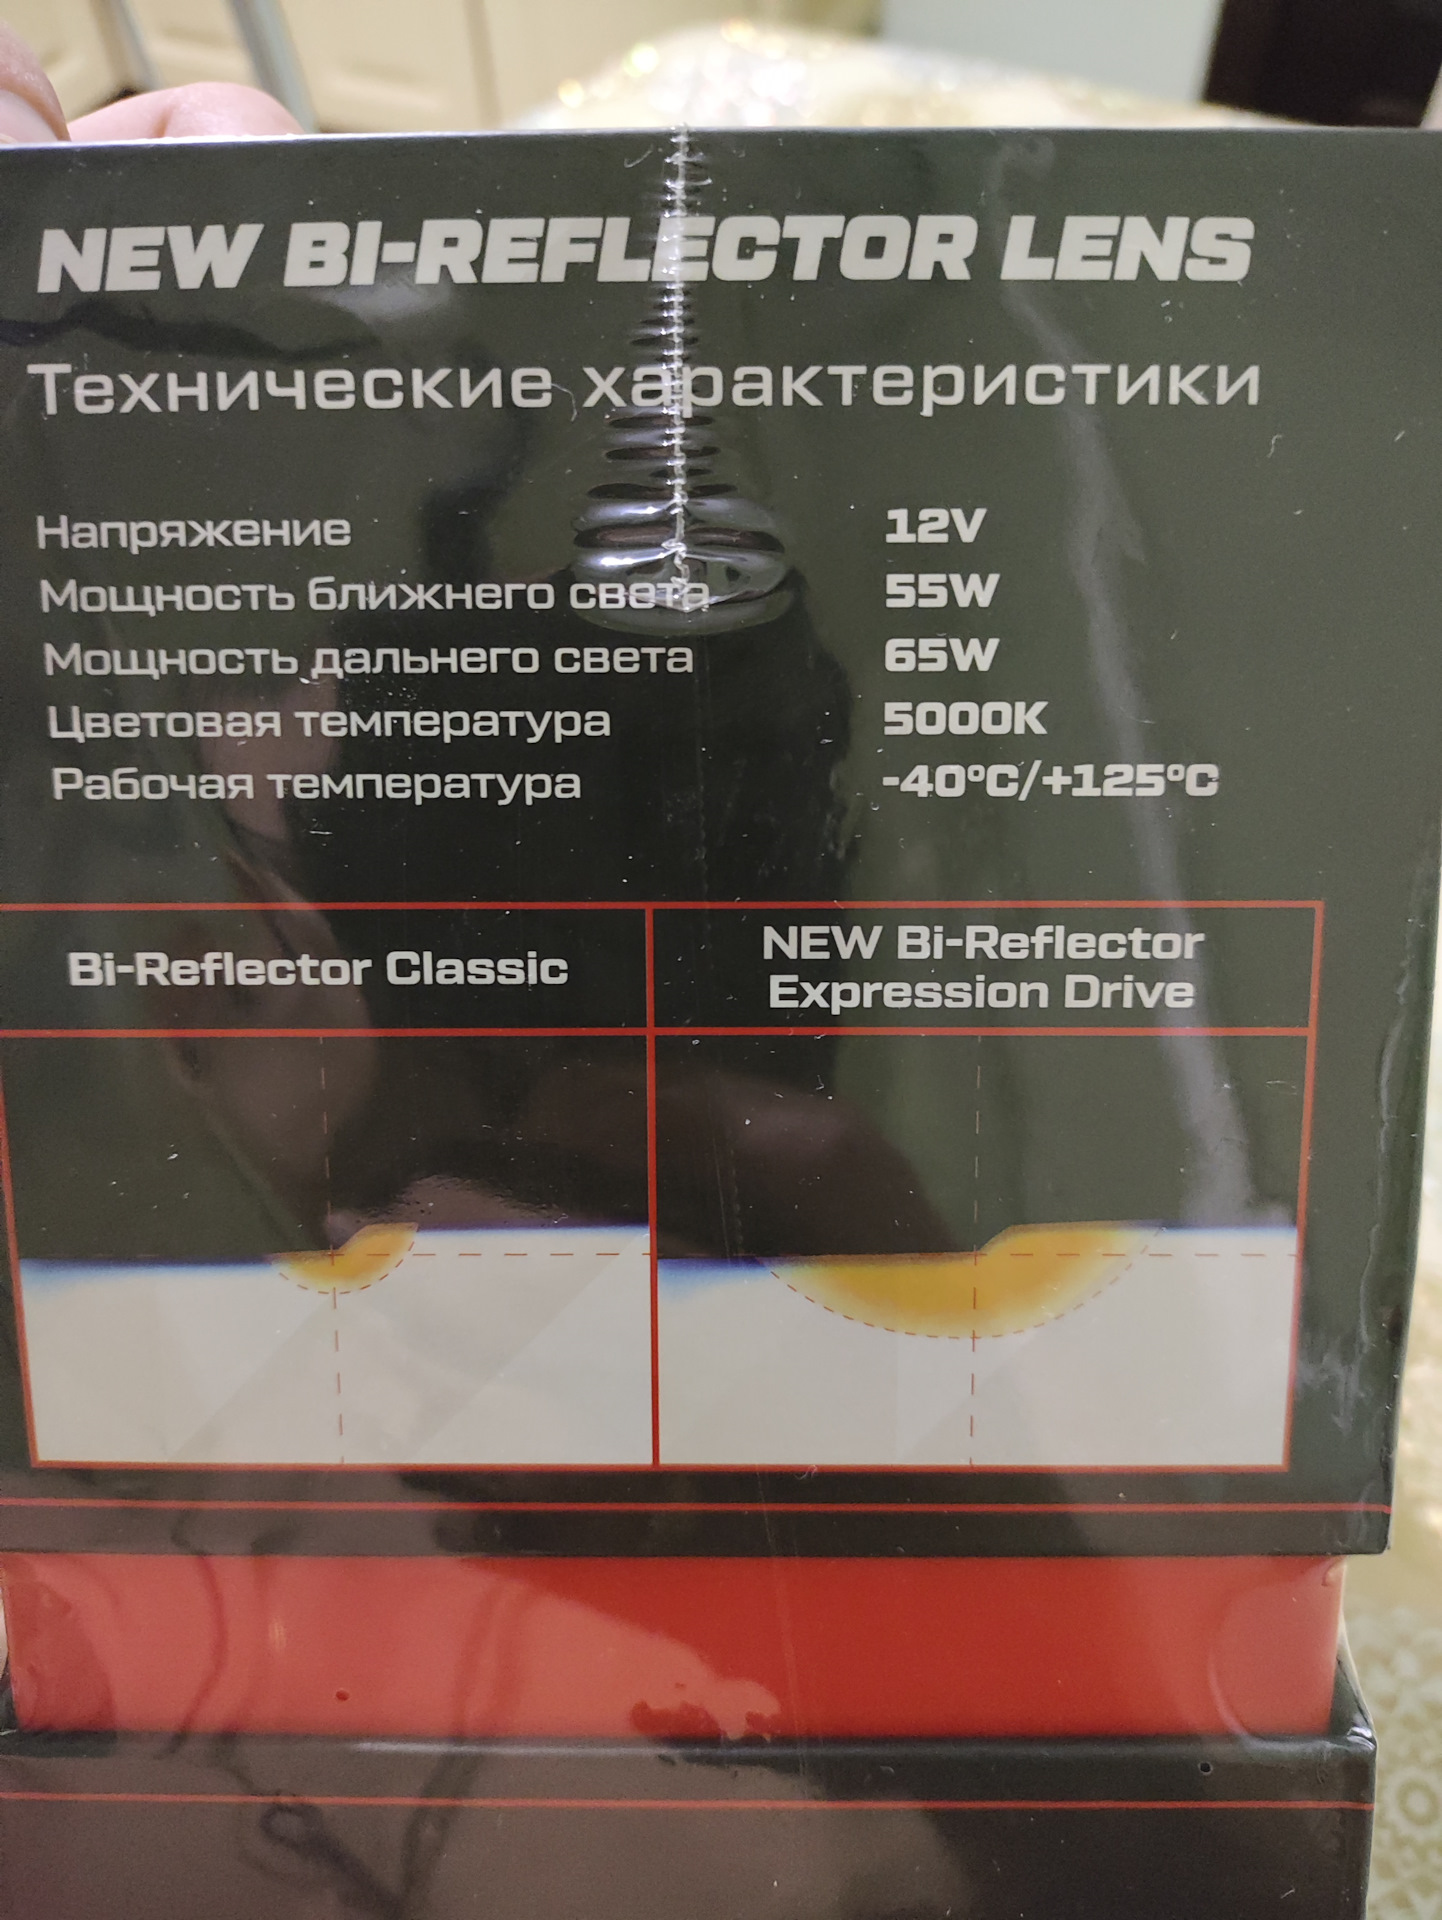 NEW BI-REFLECTOR LENS
Технические характеристики
Напряжение 12V
Мощность ближнего света 55W
Мощность дальнего света 65W
Цветовая температура 5000K
Рабочая температура -40°C/+125°C
Bi-Reflector Classic
NEW Bi-Reflector
Expression Drive